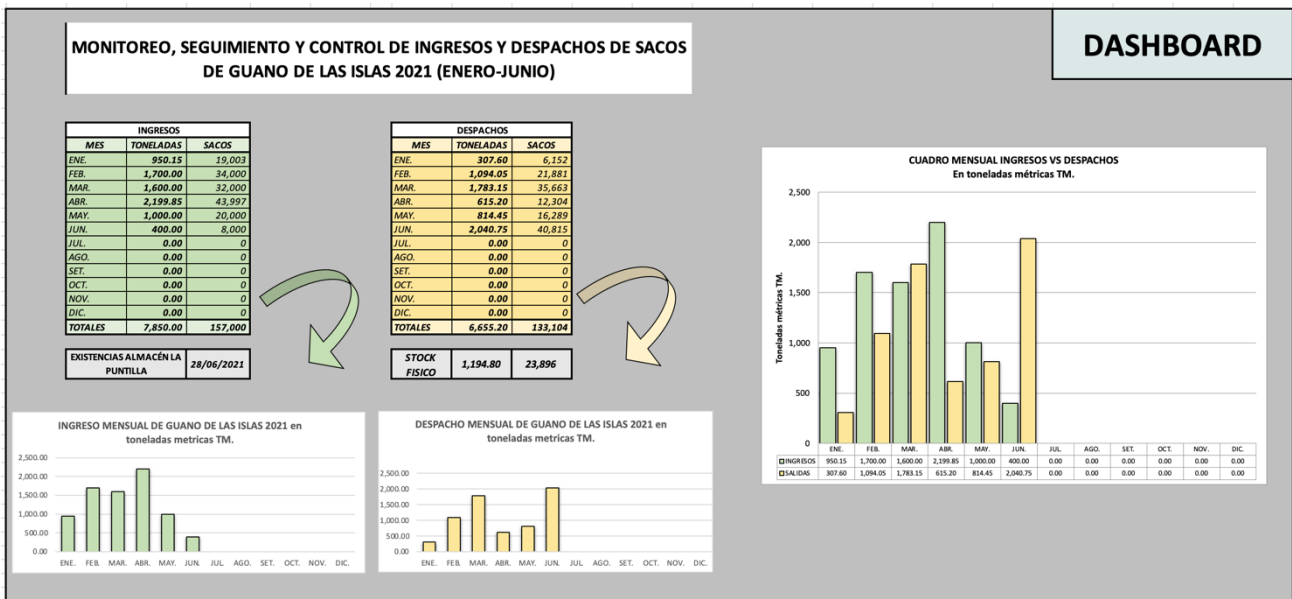 MONITOREO, SEGUIMIENTO Y CONTROL DE INGRESOS Y DESPACHOS DE SACOS
DE GUANO DE LAS ISLAS 2021 (ENERO-JUNIO)
DASHBOARD
INGRESOS
MES TONELADAS SACOS
ENE. 950.15 19,003
FEB. 1,700.00 34,000
MAR. 1,600.00 32,000
ABR. 2,199.85 43,997
MAY. 1,000.00 20,000
JUN. 400.00 8,000
JUL. 0.00 0
AGO. 0.00 0
SET. 0.00 0
OCT. 0.00 0
NOV. 0.00 0
DIC. 0.00 0
TOTALES 7,850.00 157,000
EXISTENCIAS ALMACÉN LA
PUNTILLA 28/06/2021
DESPACHOS
MES TONELADAS SACOS
ENE. 307.60 6,152
FEB. 1,094.05 21,881
MAR. 1,783.15 35,663
ABR. 615.20 12,304
MAY. 814.45 16,289
JUN. 2,040.75 40,815
JUL. 0.00 0
AGO. 0.00 0
SET. 0.00 0
OCT. 0.00 0
NOV. 0.00 0
DIC. 0.00 0
TOTALES 6,655.20 133,104
STOCK
FISICO 1,194.80 23,896
CUADRO MENSUAL INGRESOS VS DESPACHOS
En toneladas métricas TM.
Toneladas métricas TM.
2,500
2,000
1,500
1,000
500
0
ENE. FEB. MAR. ABR. MAY. JUN. JUL. AGO. SET. OCT. NOV. DIC.
INGRESOS 950.15 1,700.00 1,600.00 2,199.85 1,000.00 400.00 0.00 0.00 0.00 0.00 0.00 0.00
SALIDAS 307.60 1,094.05 1,783.15 615.20 814.45 2,040.75 0.00 0.00 0.00 0.00 0.00 0.00
INGRESO MENSUAL DE GUANO DE LAS ISLAS 2021 en
toneladas metricas TM.
2,500.00
2,000.00
1,500.00
1,000.00
500.00
0.00
ENE. FEB. MAR. ABR. MAY. JUN. JUL. AGO. SET. OCT. NOV. DIC.
DESPACHO MENSUAL DE GUANO DE LAS ISLAS 2021 en
toneladas metricas TM.
2,500.00
2,000.00
1,500.00
1,000.00
500.00
0.00
ENE. FEB. MAR. ABR. MAY. JUN. JUL. AGO. SET. OCT. NOV. DIC.